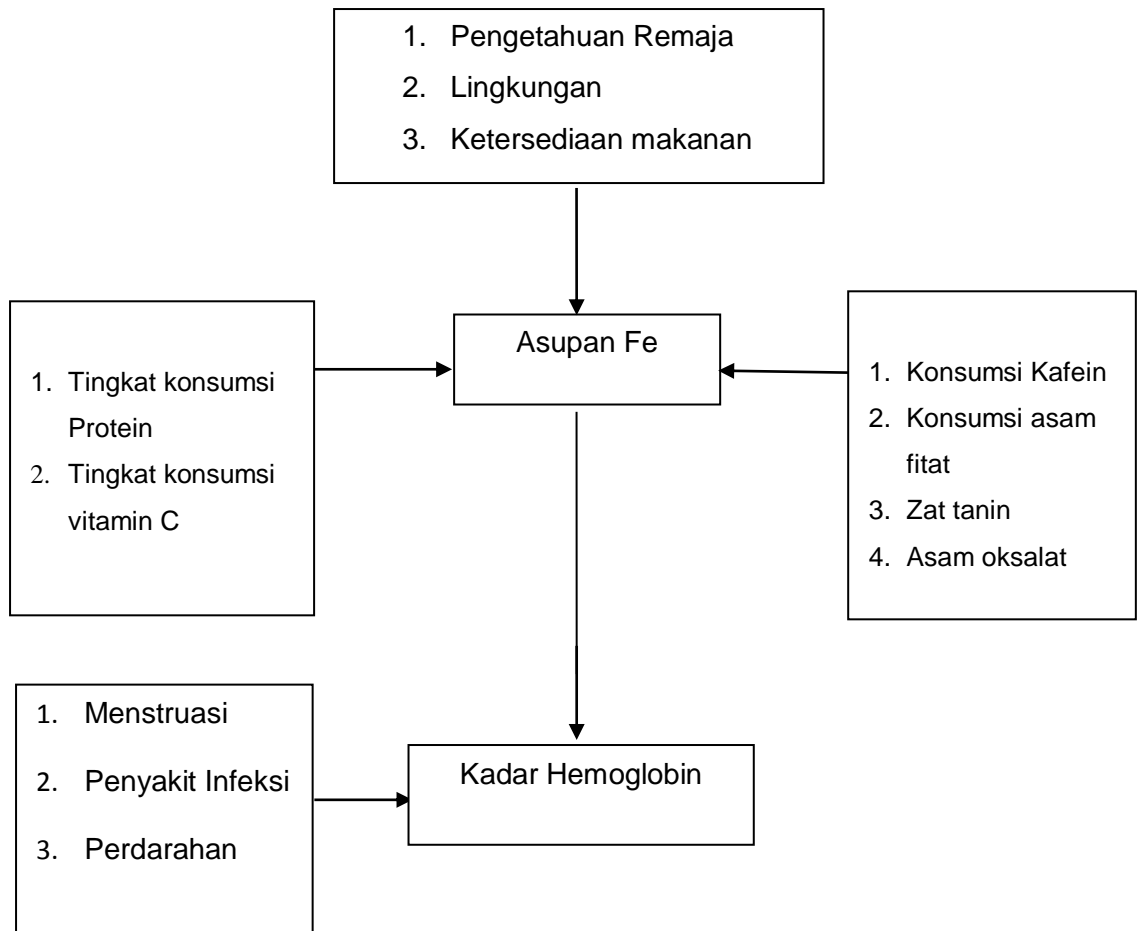 1. Pengetahuan Remaja
2. Lingkungan
3. Ketersediaan makanan
Asupan Fe
1. Tingkat konsumsi
Protein
2. Tingkat konsumsi
vitamin C
1. Konsumsi Kafein
2. Konsumsi asam
fitat
3. Zat tanin
4. Asam oksalat
1. Menstruasi
2. Penyakit Infeksi
3. Perdarahan
Kadar Hemoglobin